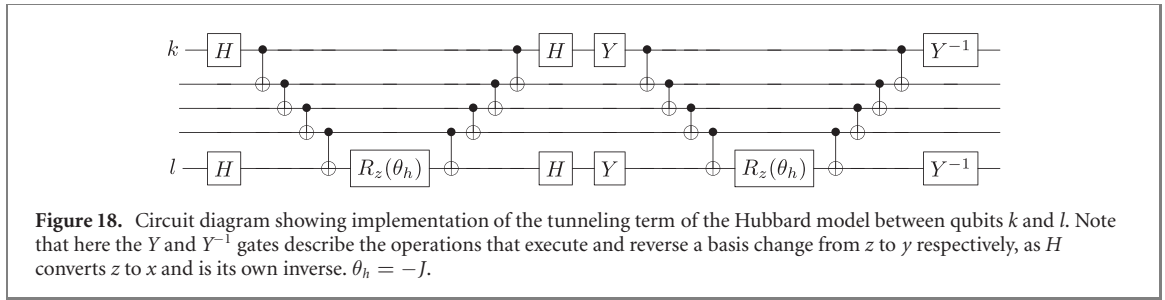 k H H Y Y⁻¹
l H R_z(θ_h) H Y R_z(θ_h) Y⁻¹
Figure 18. Circuit diagram showing implementation of the tunneling term of the Hubbard model between qubits k and l. Note
that here the Y and Y⁻¹ gates describe the operations that execute and reverse a basis change from z to y respectively, as H
converts z to x and is its own inverse. θ_h = −J.